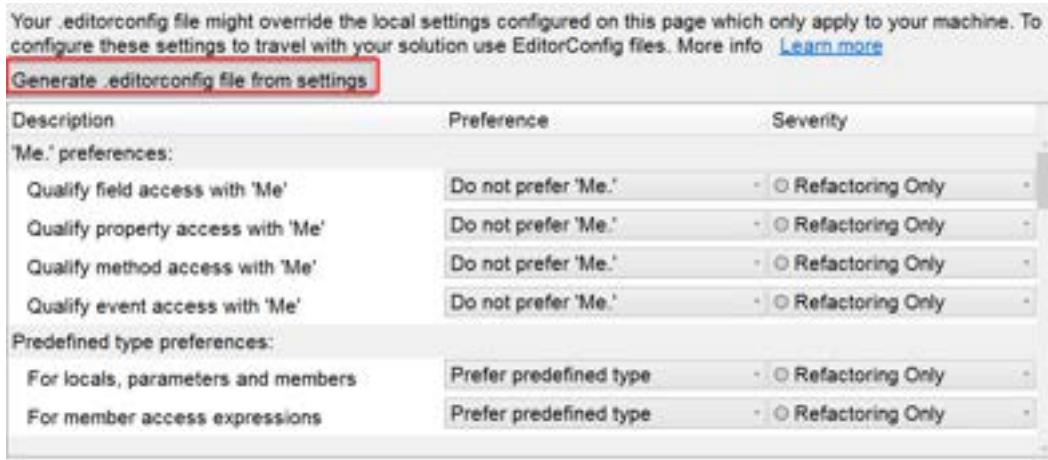 Your .editorconfig file might override the local settings configured on this page which only apply to your machine. To
configure these settings to travel with your solution use EditorConfig files. More info Learn more
Generate .editorconfig file from settings
Description Preference Severity
'Me.' preferences:
Qualify field access with 'Me' Do not prefer 'Me.' Refactoring Only
Qualify property access with 'Me' Do not prefer 'Me.' Refactoring Only
Qualify method access with 'Me' Do not prefer 'Me.' Refactoring Only
Qualify event access with 'Me' Do not prefer 'Me.' Refactoring Only
Predefined type preferences:
For locals, parameters and members Prefer predefined type Refactoring Only
For member access expressions Prefer predefined type Refactoring Only